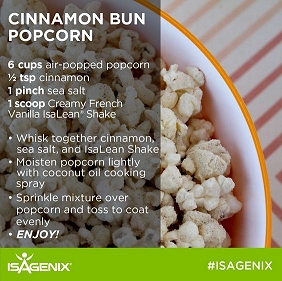 CINNAMON BUN
POPCORN
6 cups air-popped popcorn
½ tsp cinnamon
1 pinch sea salt
1 scoop Creamy French
Vanilla IsaLean® Shake
• Whisk together cinnamon,
sea salt, and IsaLean Shake
• Moisten popcorn lightly
with coconut oil cooking
spray
• Sprinkle mixture over
popcorn and toss to coat
evenly
• ENJOY!
ISAGENIX®
#ISAGENIX